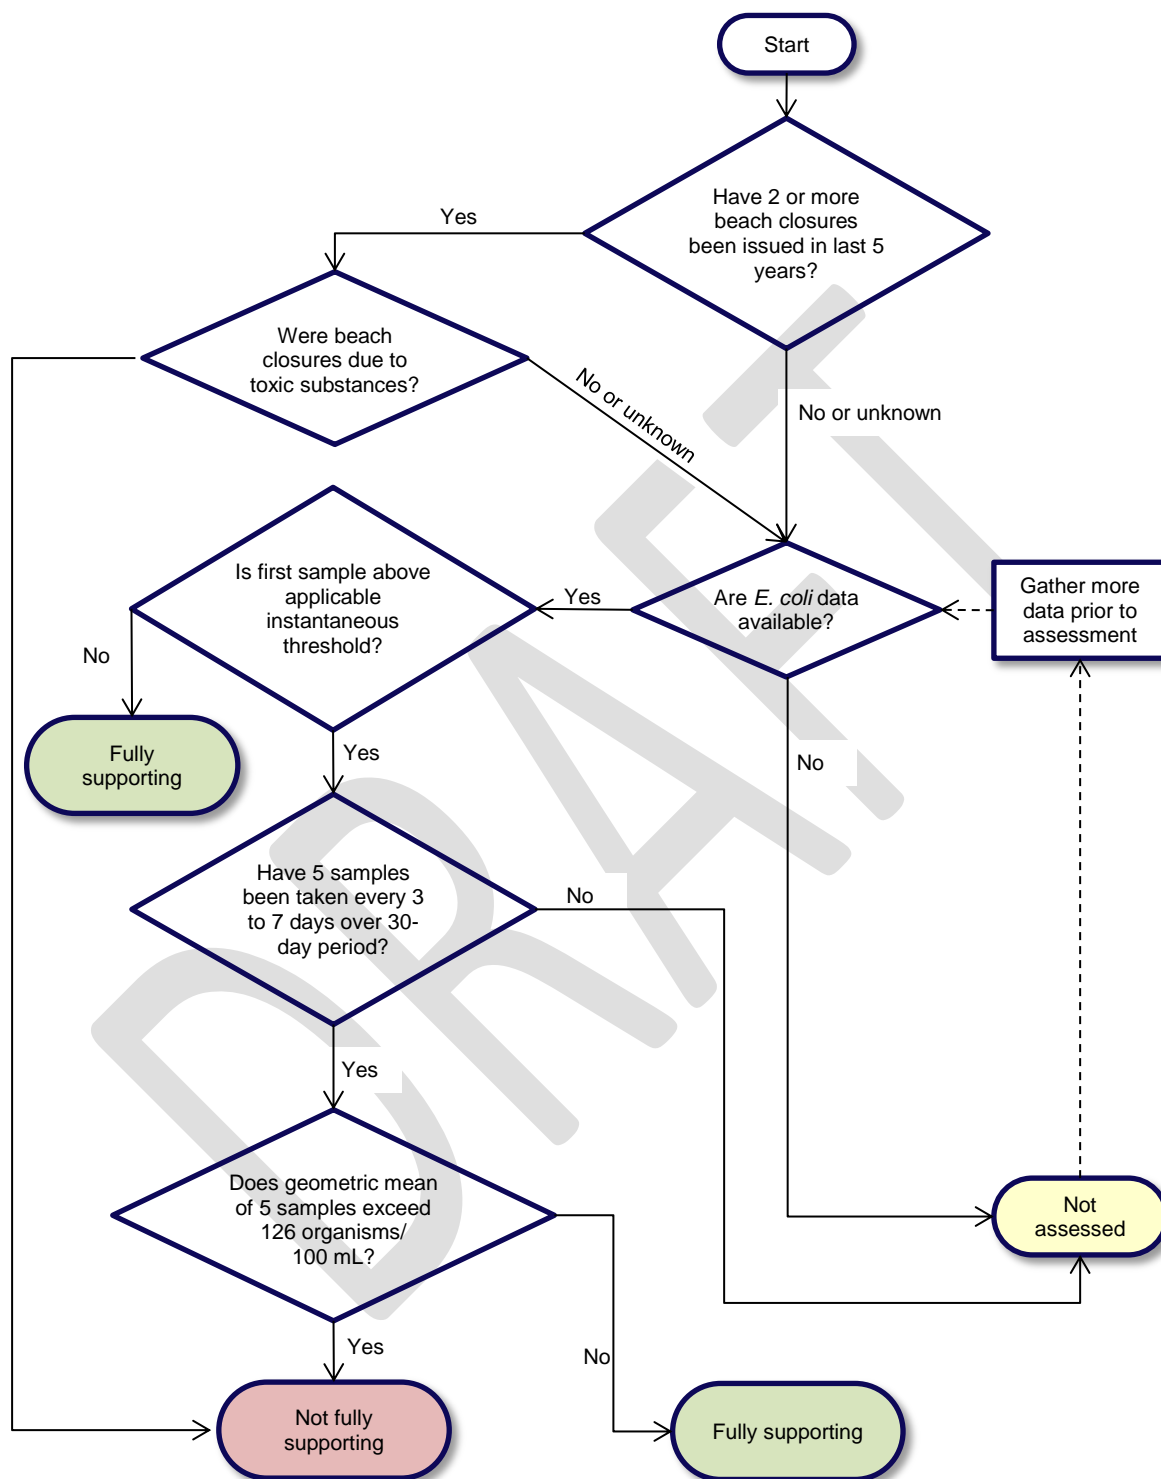 Start
Have 2 or more
beach closures
been issued in last 5
years?
Yes
Were beach
closures due to
toxic substances?
No or unknown
No or unknown
Is first sample above
applicable
instantaneous
threshold?
Yes
Are E. coli data
available?
Gather more
data prior to
assessment
No
Fully
supporting
Yes
No
Have 5 samples
been taken every 3
to 7 days over 30-
day period?
No
Yes
Does geometric mean
of 5 samples exceed
126 organisms/
100 mL?
Not
assessed
Yes
No
Not fully
supporting
Fully supporting
DRAFT